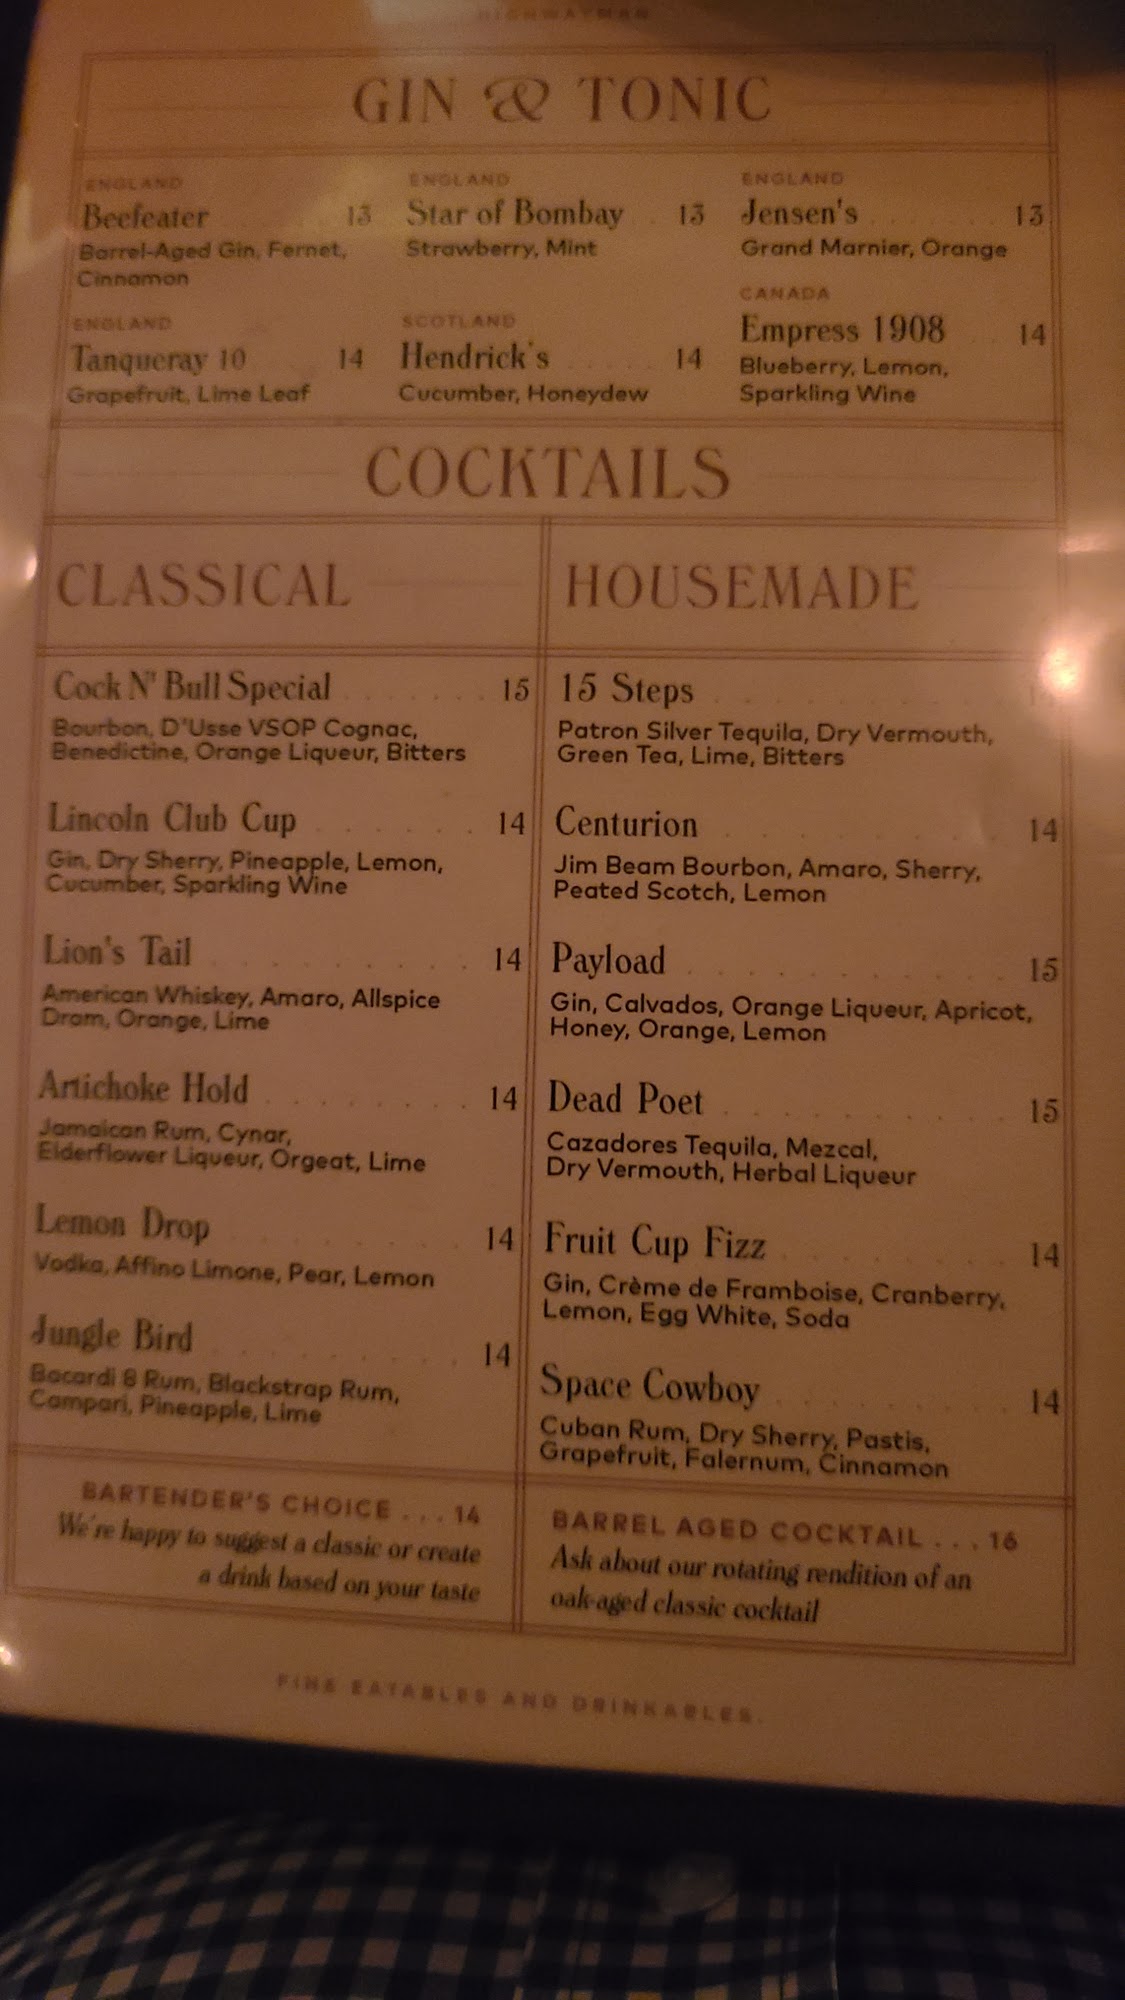 HIGHWAYMAN
GIN & TONIC
ENGLAND
Beefeater 13
Barrel-Aged Gin, Fernet,
Cinnamon
ENGLAND
Star of Bombay 13
Strawberry, Mint
ENGLAND
Jensen's 13
Grand Marnier, Orange
ENGLAND
Tanqueray 10 14
Grapefruit, Lime Leaf
SCOTLAND
Hendrick's 14
Cucumber, Honeydew
CANADA
Empress 1908 14
Blueberry, Lemon,
Sparkling Wine
COCKTAILS
CLASSICAL
Cock N' Bull Special 15
Bourbon, D'Usse VSOP Cognac,
Benedictine, Orange Liqueur, Bitters
Lincoln Club Cup 14
Gin, Dry Sherry, Pineapple, Lemon,
Cucumber, Sparkling Wine
Lion's Tail 14
American Whiskey, Amaro, Allspice
Dram, Orange, Lime
Artichoke Hold 14
Jamaican Rum, Cynar,
Elderflower Liqueur, Orgeat, Lime
Lemon Drop 14
Vodka, Affino Limone, Pear, Lemon
Jungle Bird 14
Bacardi 8 Rum, Blackstrap Rum,
Campari, Pineapple, Lime
BARTENDER'S CHOICE . . . 14
We're happy to suggest a classic or create
a drink based on your taste
HOUSEMADE
15 Steps
Patron Silver Tequila, Dry Vermouth,
Green Tea, Lime, Bitters
Centurion 14
Jim Beam Bourbon, Amaro, Sherry,
Peated Scotch, Lemon
Payload 15
Gin, Calvados, Orange Liqueur, Apricot,
Honey, Orange, Lemon
Dead Poet 15
Cazadores Tequila, Mezcal,
Dry Vermouth, Herbal Liqueur
Fruit Cup Fizz 14
Gin, Crème de Framboise, Cranberry,
Lemon, Egg White, Soda
Space Cowboy 14
Cuban Rum, Dry Sherry, Pastis,
Grapefruit, Falernum, Cinnamon
BARREL AGED COCKTAIL . . . 16
Ask about our rotating rendition of an
oak-aged classic cocktail
FINE EATABLES AND DRINKABLES.